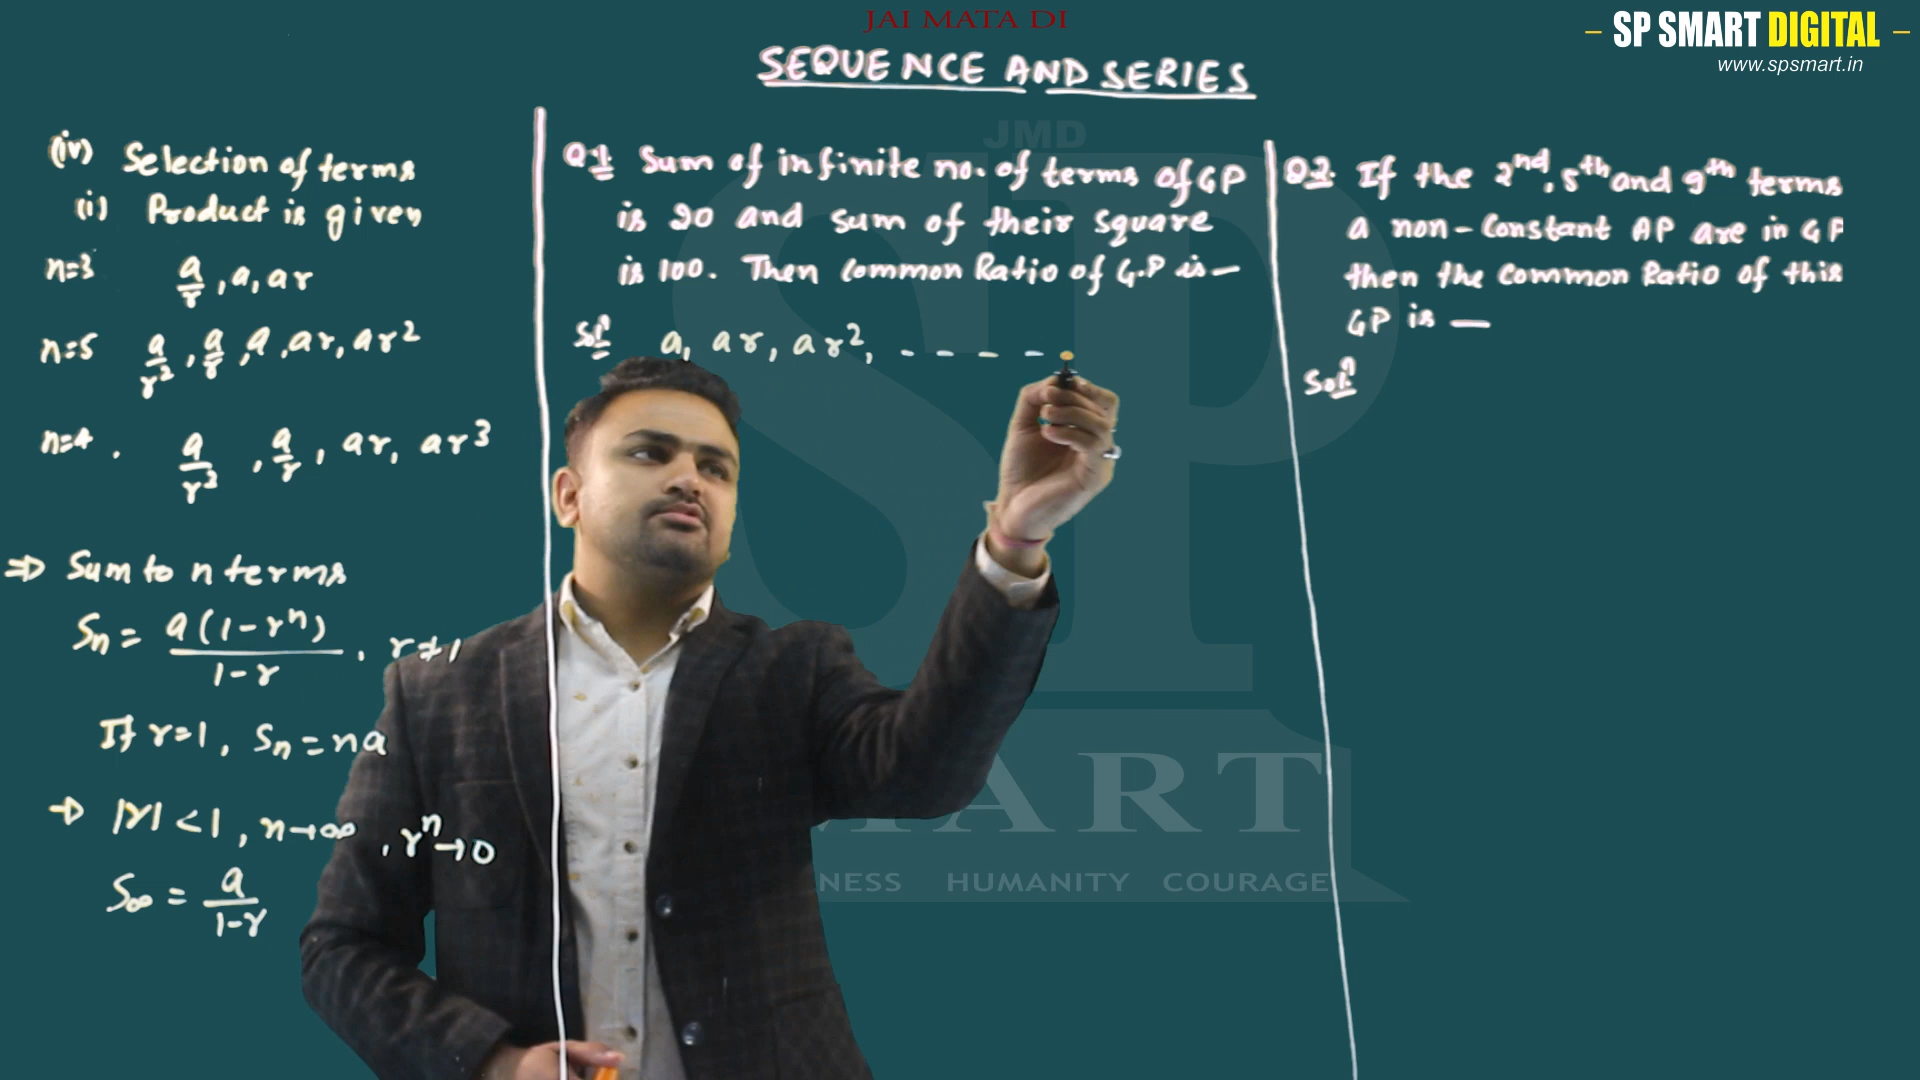 JAI MATA DI
SP SMART DIGITAL
www.spsmart.in
SEQUENCE AND SERIES
(iv) Selection of terms
(i) Product is given
n=3 a/r, a, ar
n=5 a/r², a/r, a, ar, ar²
n=4. a/r³, a/r, ar, ar³
⇒ Sum to n terms
Sn = a(1-rⁿ)/1-r, r≠1
If r=1, Sn = na
→ |r|<1, n→∞, rⁿ→0
S∞ = a/1-r
Q.1 Sum of infinite no. of terms of GP
is 20 and sum of their square
is 100. Then Common Ratio of G.P is —
Solⁿ a, ar, ar², - - - - -
Q2. If the 2nd, 5th and 9th terms
a non-Constant AP are in GP
then the Common Ratio of this
GP is —
Solⁿ
JMD
SP
ART
NESS HUMANITY COURAGE